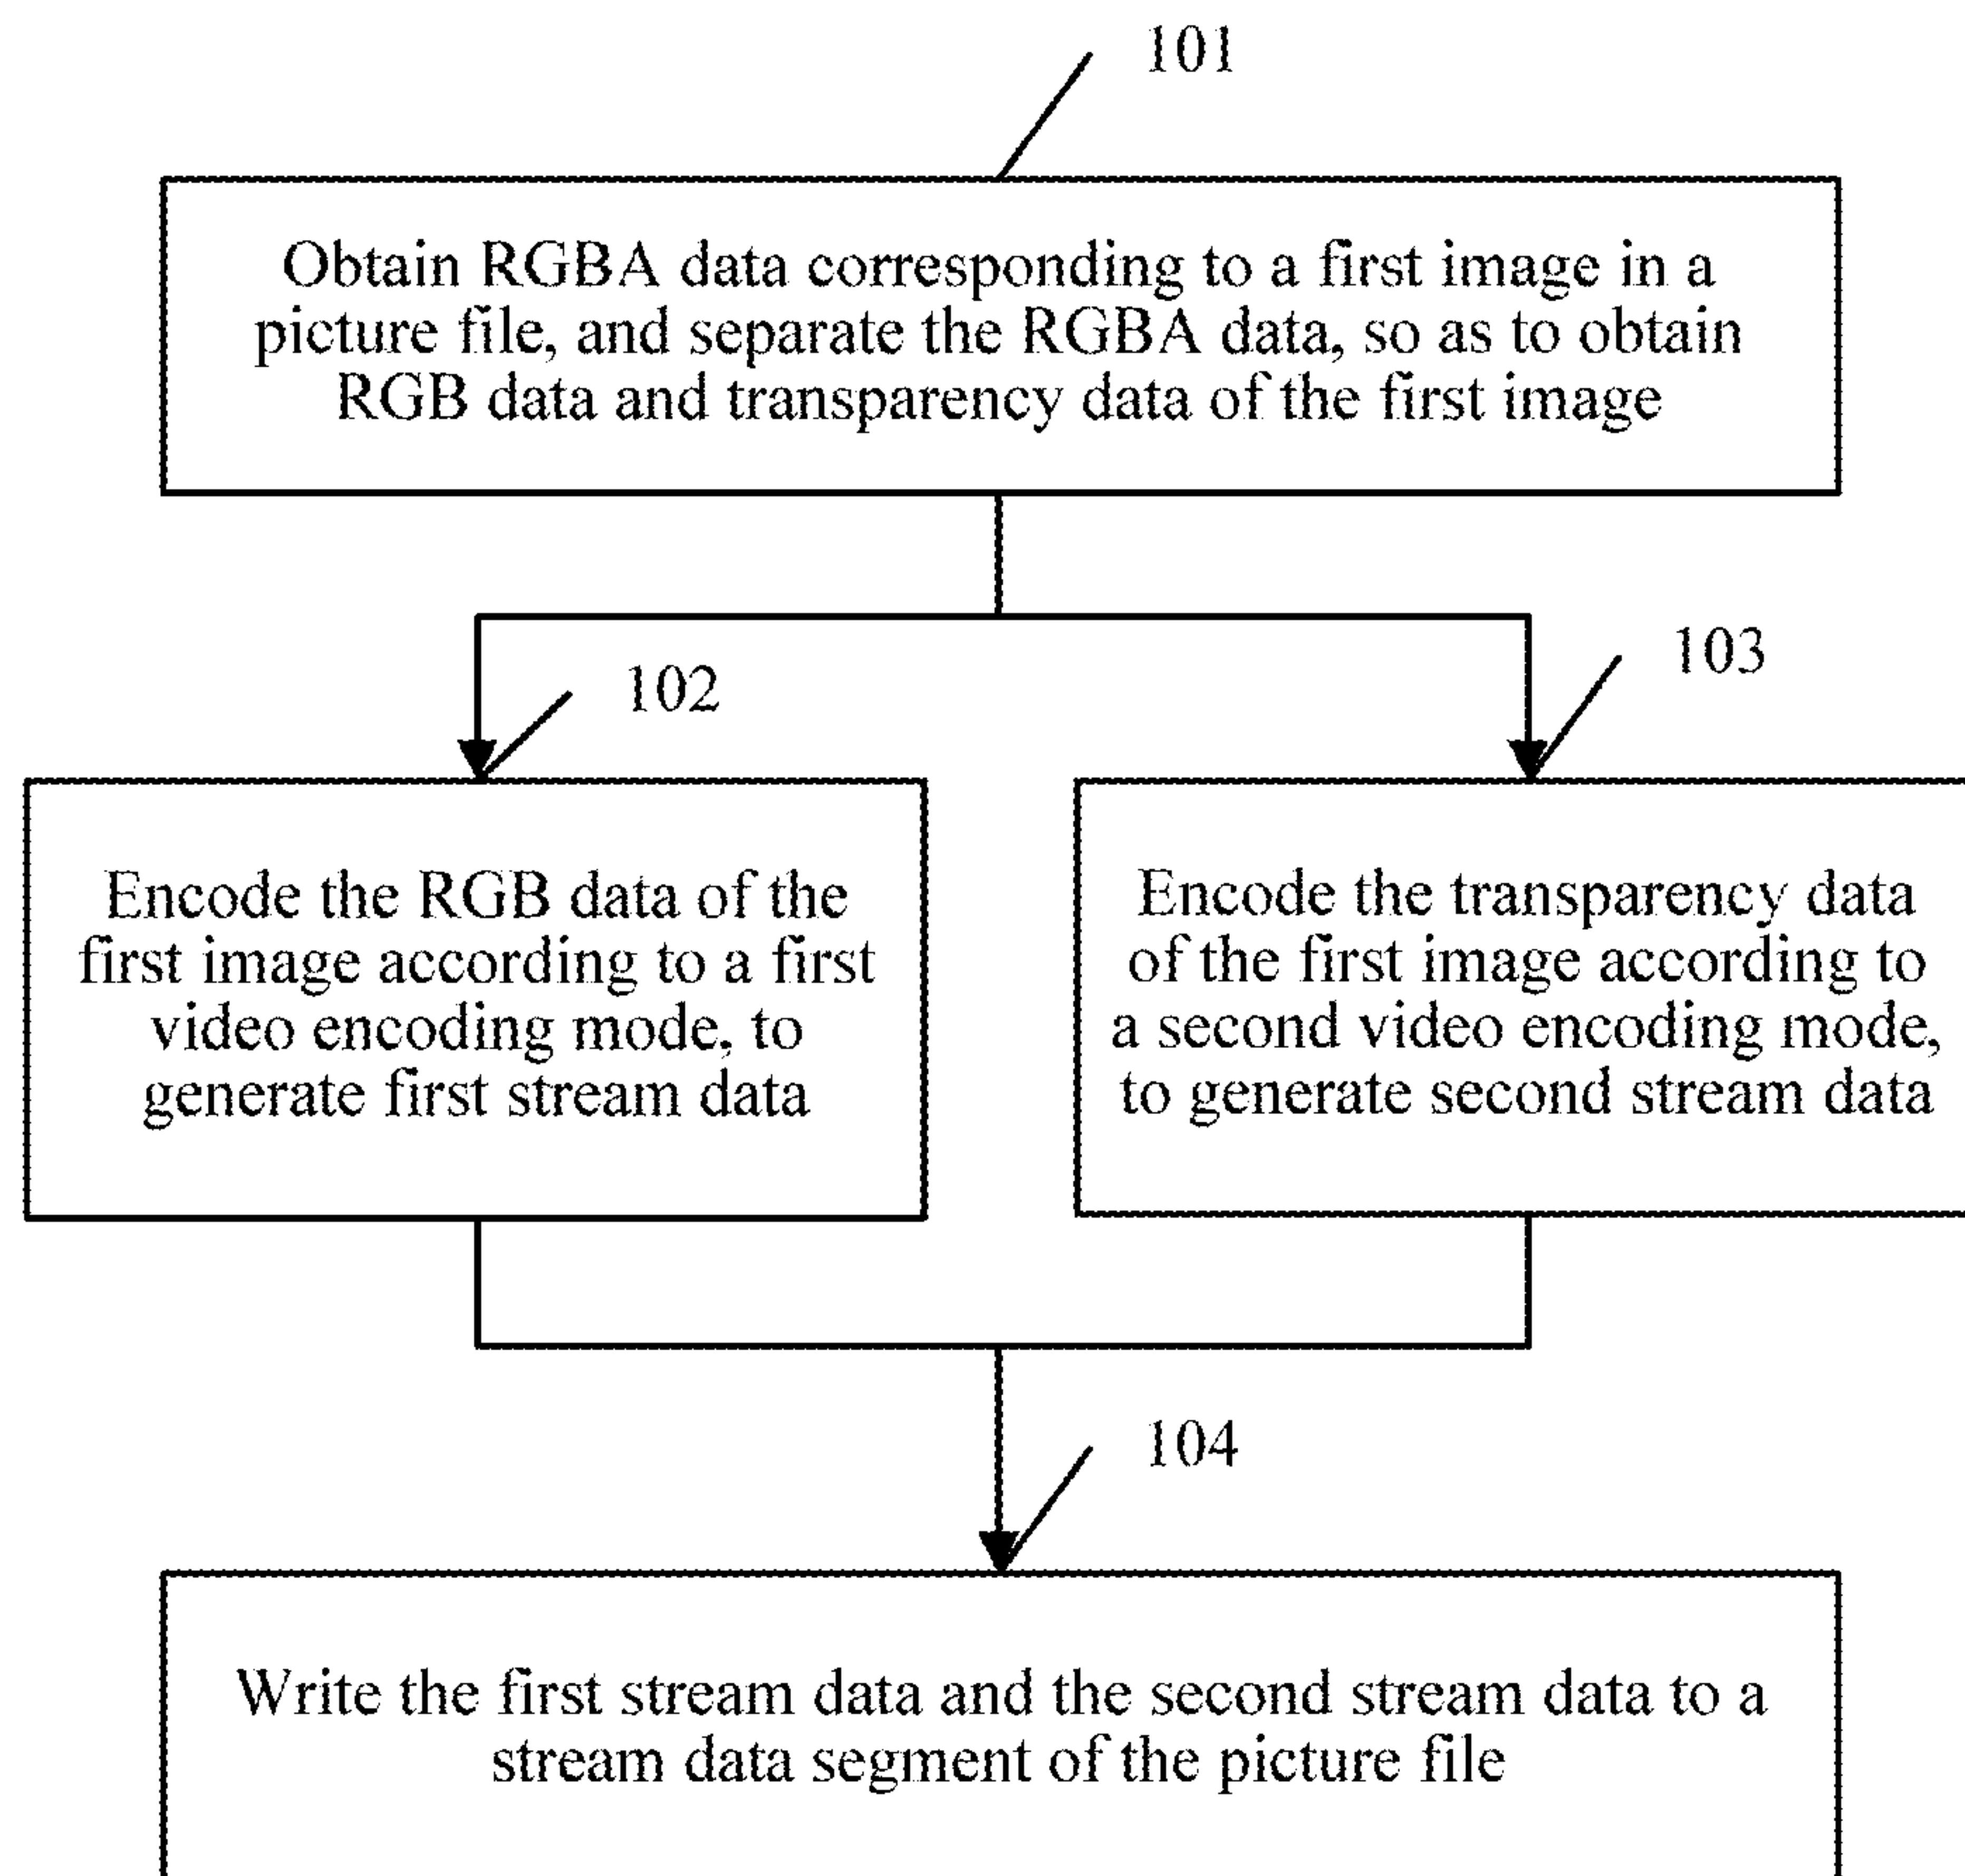 101
Obtain RGBA data corresponding to a first image in a
picture file, and separate the RGBA data, so as to obtain
RGB data and transparency data of the first image
102
103
Encode the RGB data of the
first image according to a first
video encoding mode, to
generate first stream data
Encode the transparency data
of the first image according to
a second video encoding mode,
to generate second stream data
104
Write the first stream data and the second stream data to a
stream data segment of the picture file